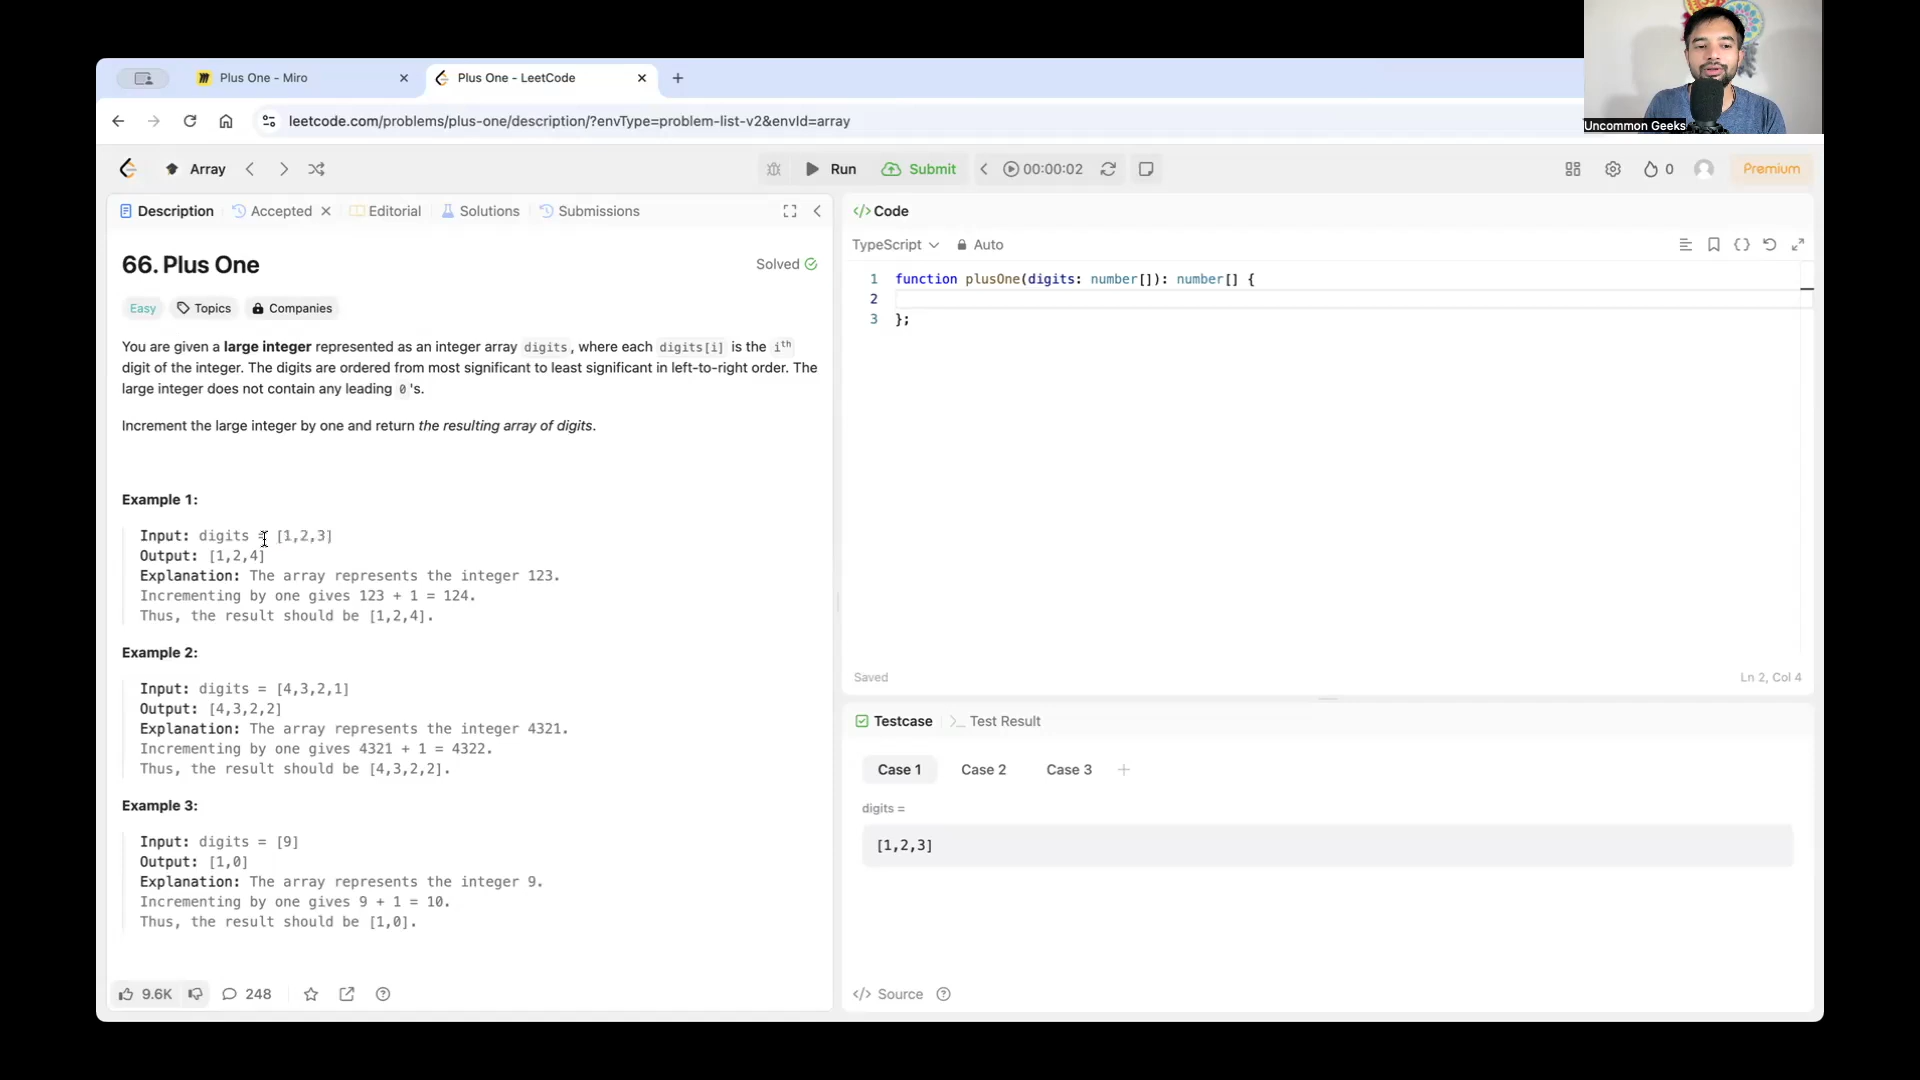 Plus One - Miro
Plus One - LeetCode
leetcode.com/problems/plus-one/description/?envType=problem-list-v2&envId=array
Uncommon Geeks
Array
Run
Submit
00:00:02
0
Premium
Description
Accepted
Editorial
Solutions
Submissions
66. Plus One
Solved
Easy
Topics
Companies
You are given a large integer represented as an integer array digits, where each digits[i] is the ith
digit of the integer. The digits are ordered from most significant to least significant in left-to-right order. The
large integer does not contain any leading 0's.
Increment the large integer by one and return the resulting array of digits.
Example 1:
Input: digits = [1,2,3]
Output: [1,2,4]
Explanation: The array represents the integer 123.
Incrementing by one gives 123 + 1 = 124.
Thus, the result should be [1,2,4].
Example 2:
Input: digits = [4,3,2,1]
Output: [4,3,2,2]
Explanation: The array represents the integer 4321.
Incrementing by one gives 4321 + 1 = 4322.
Thus, the result should be [4,3,2,2].
Example 3:
Input: digits = [9]
Output: [1,0]
Explanation: The array represents the integer 9.
Incrementing by one gives 9 + 1 = 10.
Thus, the result should be [1,0].
9.6K
248
</> Code
TypeScript
Auto
1 function plusOne(digits: number[]): number[] {
2
3 };
Saved
Ln 2, Col 4
Testcase
>_ Test Result
Case 1
Case 2
Case 3
digits =
[1,2,3]
</> Source